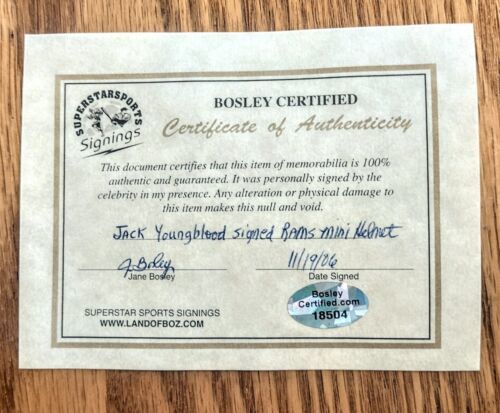 SUPERSTARSPORTS
Signings
BOSLEY CERTIFIED
Certificate of Authenticity
This document certifies that this item of memorabilia is 100%
authentic and guaranteed. It was personally signed by the
celebrity in my presence. Any alteration or physical damage to
this item makes this null and void.
Jack Youngblood signed Rams mini Helmet
J Bosley
11/19/06
Jane Bosley
Date Signed
Bosley
Certified.com
18504
SUPERSTAR SPORTS SIGNINGS
WWW.LANDOFBOZ.COM